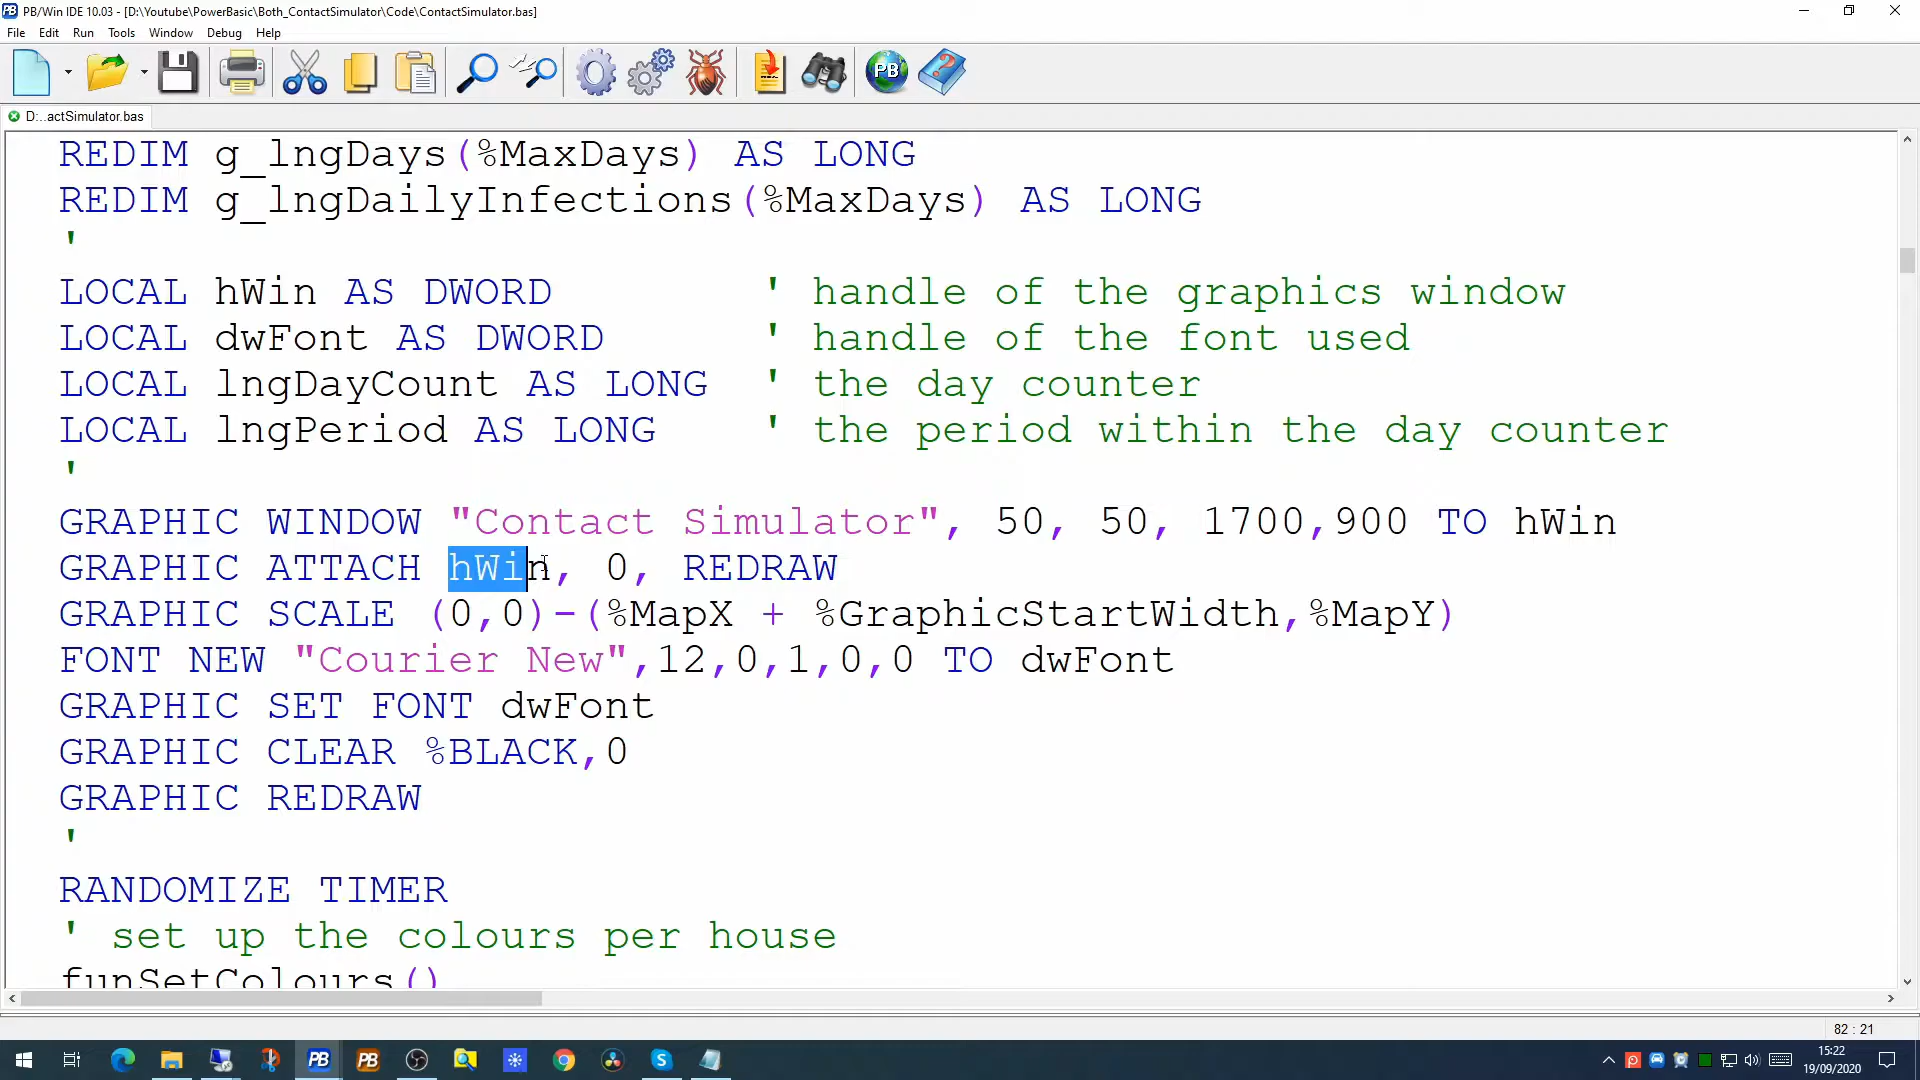 PB/Win IDE 10.03 - [D:\Youtube\PowerBasic\Both_ContactSimulator\Code\ContactSimulator.bas]
File Edit Run Tools Window Debug Help
PB
D:..actSimulator.bas
REDIM g_lngDays(%MaxDays) AS LONG
REDIM g_lngDailyInfections(%MaxDays) AS LONG
'
LOCAL hWin AS DWORD ' handle of the graphics window
LOCAL dwFont AS DWORD ' handle of the font used
LOCAL lngDayCount AS LONG ' the day counter
LOCAL lngPeriod AS LONG ' the period within the day counter
'
GRAPHIC WINDOW "Contact Simulator", 50, 50, 1700,900 TO hWin
GRAPHIC ATTACH hWin, 0, REDRAW
GRAPHIC SCALE (0,0)-(%MapX + %GraphicStartWidth,%MapY)
FONT NEW "Courier New",12,0,1,0,0 TO dwFont
GRAPHIC SET FONT dwFont
GRAPHIC CLEAR %BLACK,0
GRAPHIC REDRAW
'
RANDOMIZE TIMER
' set up the colours per house
funSetColours()
82 : 21
PB PB S
15:22
19/09/2020